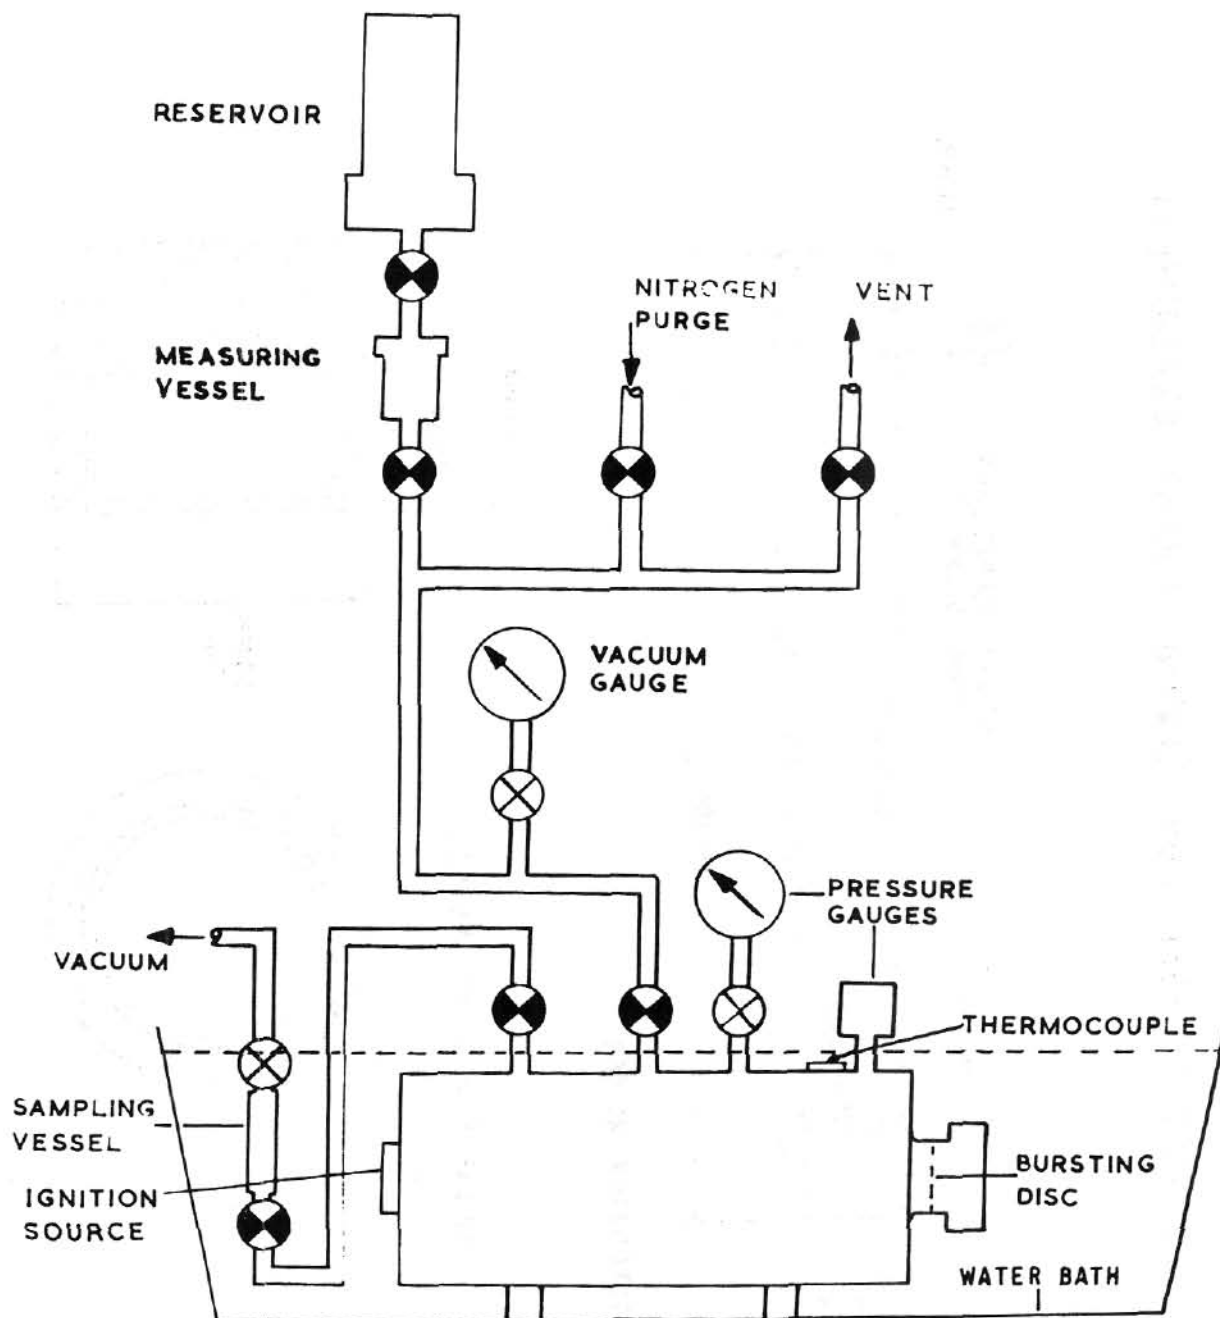 RESERVOIR
NITROGEN
PURGE
VENT
MEASURING
VESSEL
VACUUM
GAUGE
PRESSURE
GAUGES
VACUUM
THERMOCOUPLE
SAMPLING
VESSEL
BURSTING
DISC
IGNITION
SOURCE
WATER BATH